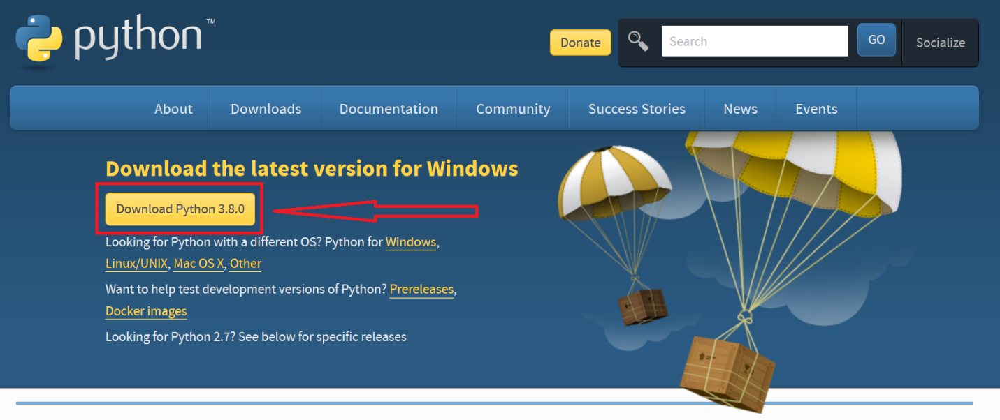 python™
Donate
Search
GO
Socialize
About
Downloads
Documentation
Community
Success Stories
News
Events
Download the latest version for Windows
Download Python 3.8.0
Looking for Python with a different OS? Python for Windows,
Linux/UNIX, Mac OS X, Other
Want to help test development versions of Python? Prereleases,
Docker images
Looking for Python 2.7? See below for specific releases